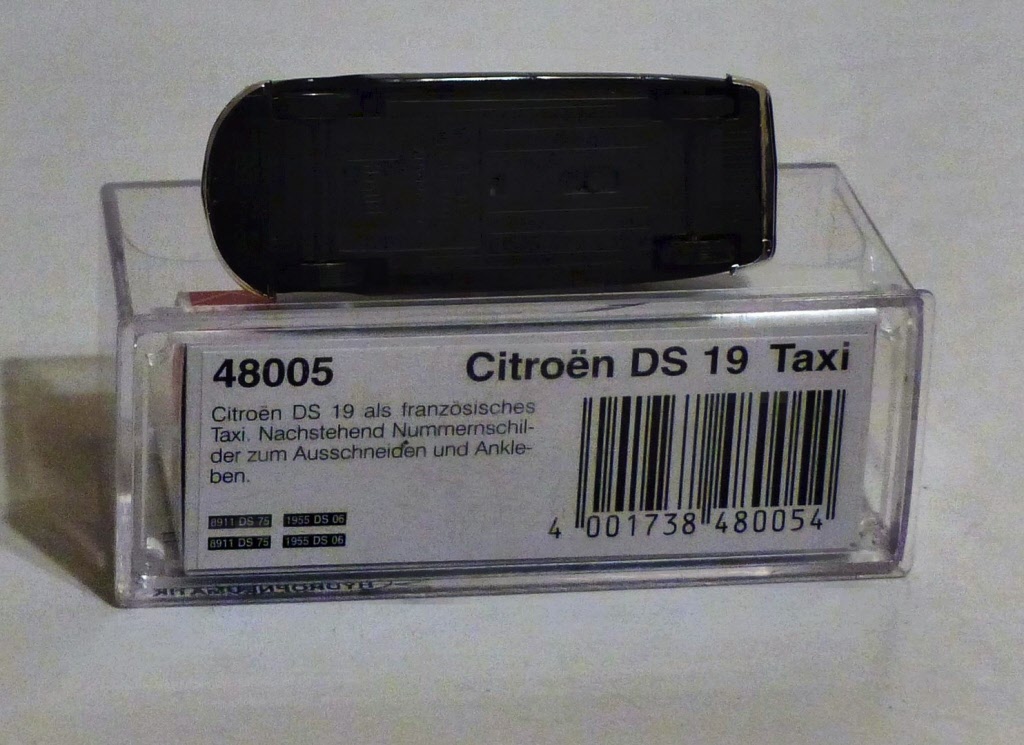 48005 Citroën DS 19 Taxi
Citroën DS 19 als französisches
Taxi. Nachstehend Nummernschil-
der zum Ausschneiden und Ankle-
ben.
8911 DS 75 1955 DS 06
8911 DS 75 1955 DS 06
4 001738 480054
HYDROPNEUMATIK